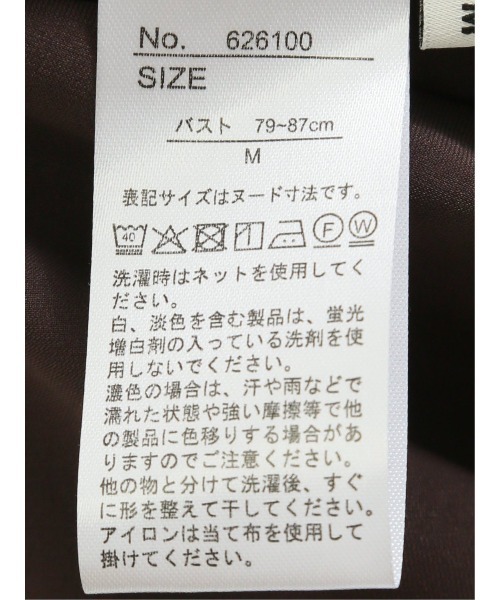 No. 626100
SIZE
バスト 79~87cm
M
表記サイズはヌード寸法です。
40 F W
洗濯時はネットを使用してく
ださい。
白、淡色を含む製品は、蛍光
増白剤の入っている洗剤を使
用しないでください。
濃色の場合は、汗や雨などで
濡れた状態や強い摩擦等で他
の製品に色移りする場合があ
りますのでご注意ください。
他の物と分けて洗濯後、すぐ
に形を整えて干してください。
アイロンは当て布を使用して
掛けてください。